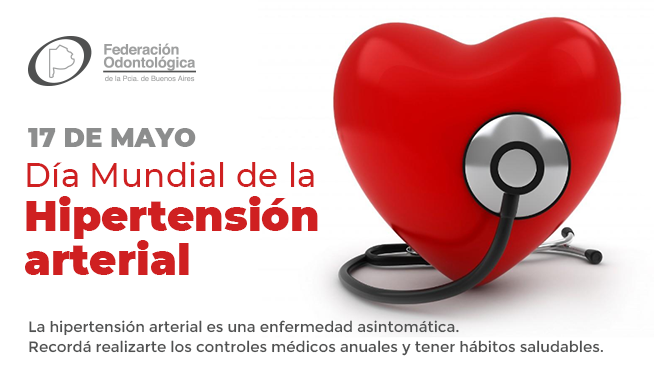 Federación
Odontológica
de la Pcia. de Buenos Aires
17 DE MAYO
Día Mundial de la
Hipertensión
arterial
La hipertensión arterial es una enfermedad asintomática.
Recordá realizarte los controles médicos anuales y tener hábitos saludables.